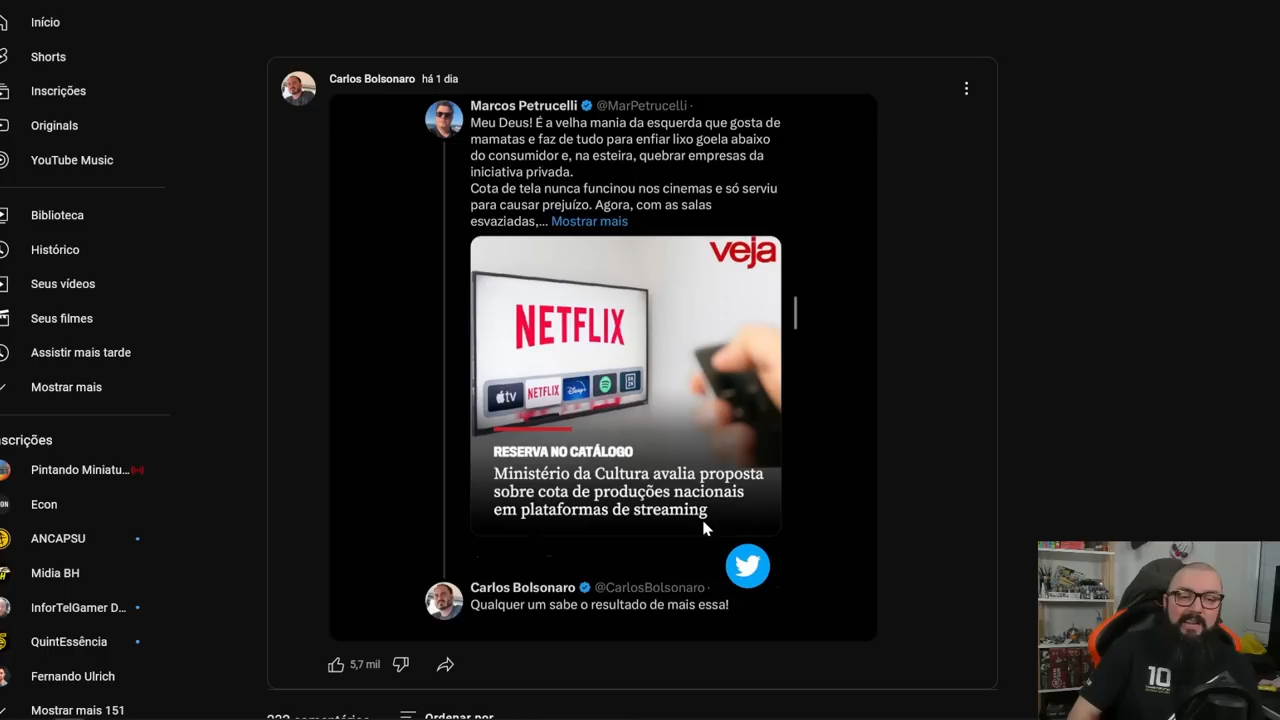 Início
Shorts
Inscrições
Originals
YouTube Music
Biblioteca
Histórico
Seus vídeos
Seus filmes
Assistir mais tarde
Mostrar mais
nscrições
Pintando Miniatu...
Econ
ANCAPSU
Midia BH
InforTelGamer D...
QuintEssência
Fernando Ulrich
Mostrar mais 151
Carlos Bolsonaro há 1 dia
Marcos Petrucelli @MarPetrucelli ·
Meu Deus! É a velha mania da esquerda que gosta de
mamatas e faz de tudo para enfiar lixo goela abaixo
do consumidor e, na esteira, quebrar empresas da
iniciativa privada.
Cota de tela nunca funcinou nos cinemas e só serviu
para causar prejuízo. Agora, com as salas
esvaziadas,... Mostrar mais
veja
NETFLIX
tv NETFLIX Disney+ DAZN
RESERVA NO CATÁLOGO
Ministério da Cultura avalia proposta
sobre cota de produções nacionais
em plataformas de streaming
Carlos Bolsonaro @CarlosBolsonaro ·
Qualquer um sabe o resultado de mais essa!
5,7 mil
Ordenar por
10